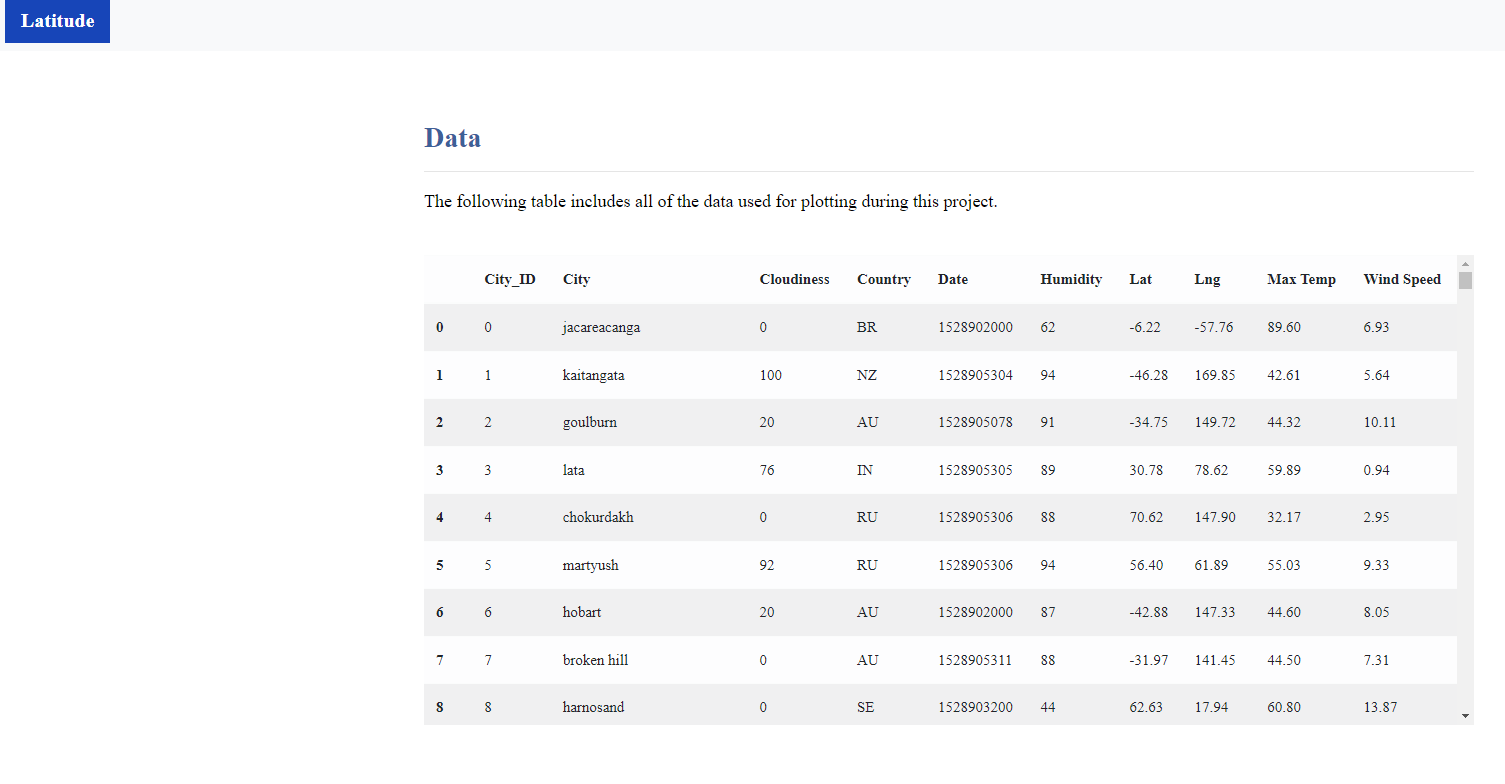 Latitude
Data
The following table includes all of the data used for plotting during this project.
City_ID City Cloudiness Country Date Humidity Lat Lng Max Temp Wind Speed
0 0 jacareacanga 0 BR 1528902000 62 -6.22 -57.76 89.60 6.93
1 1 kaitangata 100 NZ 1528905304 94 -46.28 169.85 42.61 5.64
2 2 goulburn 20 AU 1528905078 91 -34.75 149.72 44.32 10.11
3 3 lata 76 IN 1528905305 89 30.78 78.62 59.89 0.94
4 4 chokurdakh 0 RU 1528905306 88 70.62 147.90 32.17 2.95
5 5 martyush 92 RU 1528905306 94 56.40 61.89 55.03 9.33
6 6 hobart 20 AU 1528902000 87 -42.88 147.33 44.60 8.05
7 7 broken hill 0 AU 1528905311 88 -31.97 141.45 44.50 7.31
8 8 harnosand 0 SE 1528903200 44 62.63 17.94 60.80 13.87